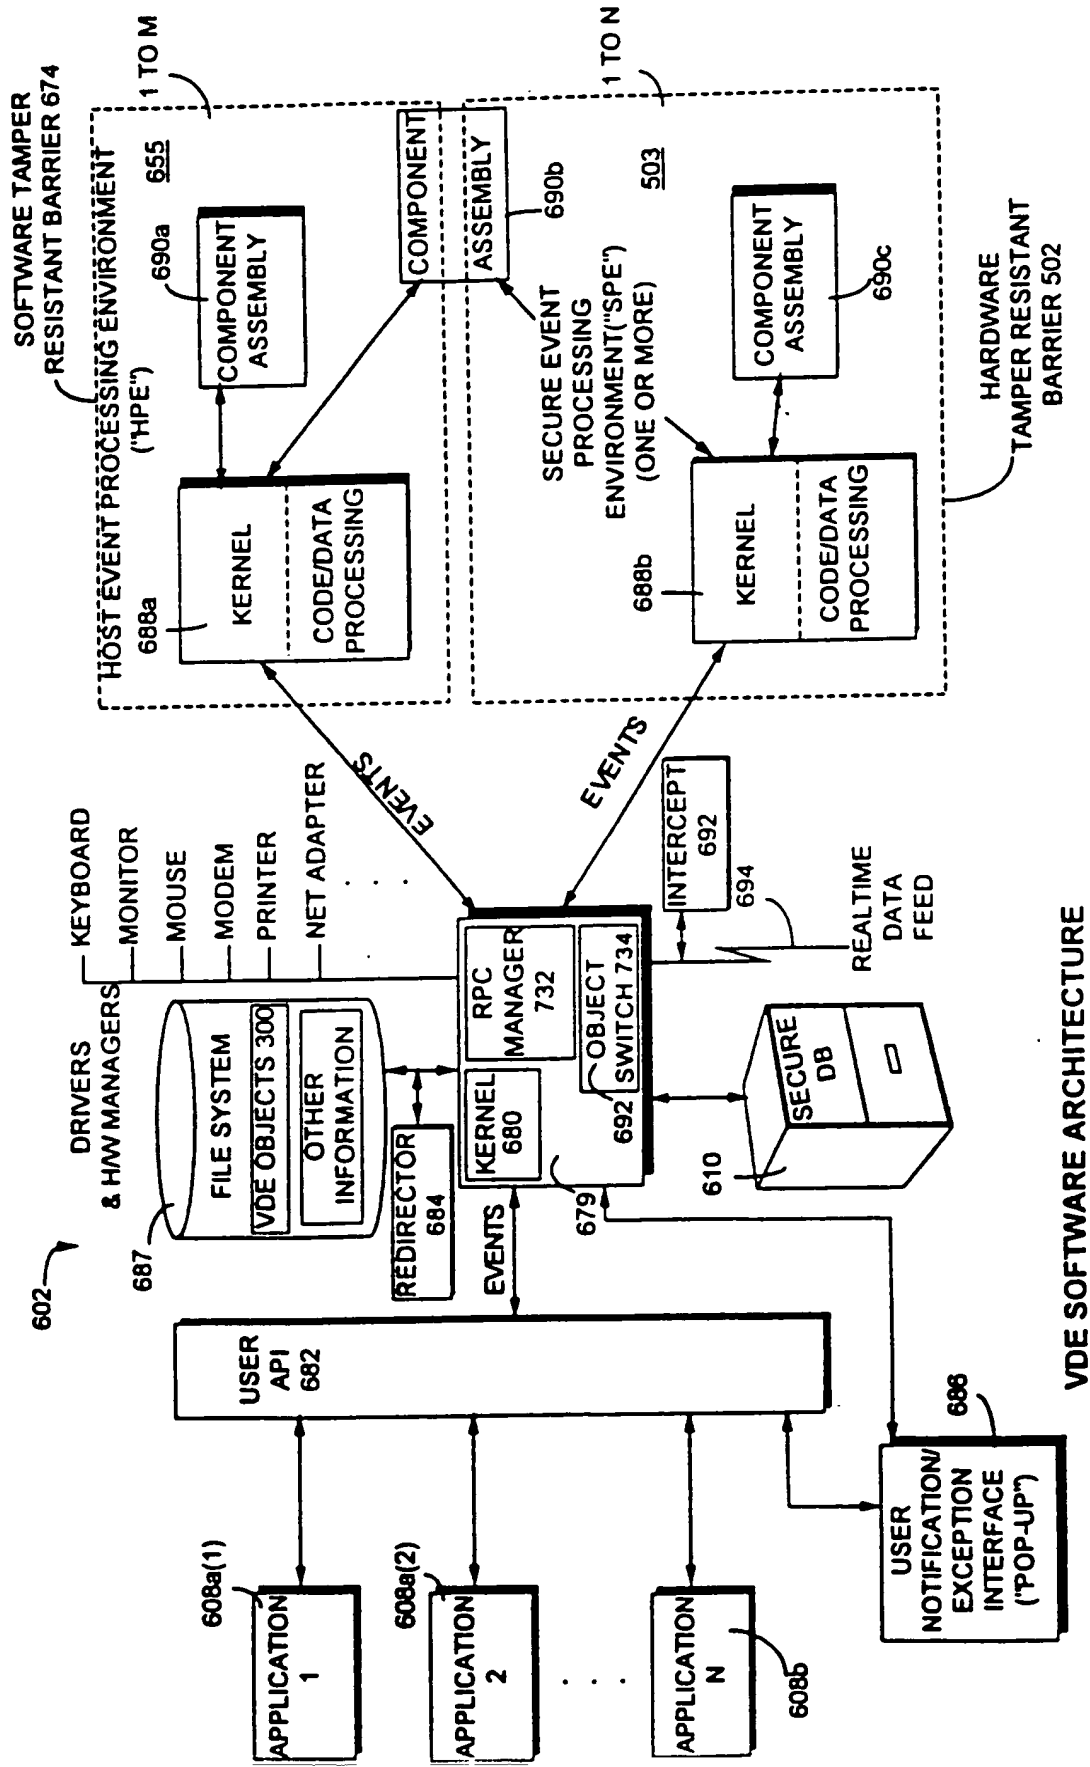 602
APPLICATION
1
608a(1)
APPLICATION
2
608a(2)
. . . .
APPLICATION
N
608b
USER
API
682
USER
NOTIFICATION/
EXCEPTION
INTERFACE
("POP-UP")
686
DRIVERS
& H/W MANAGERS
KEYBOARD
MONITOR
MOUSE
MODEM
PRINTER
NET ADAPTER
. . .
687
FILE SYSTEM
VDE OBJECTS 300
OTHER
INFORMATION
REDIRECTOR
684
EVENTS
KERNEL
680
RPC
MANAGER
732
OBJECT
SWITCH 734
692
679
SECURE
DB
610
INTERCEPT
692
694
REALTIME
DATA
FEED
EVENTS
EVENTS
SOFTWARE TAMPER
RESISTANT BARRIER 674
HOST EVENT PROCESSING ENVIRONMENT
("HPE")
655
1 TO M
688a
KERNEL
CODE/DATA
PROCESSING
690a
COMPONENT
ASSEMBLY
COMPONENT
ASSEMBLY
690b
SECURE EVENT
PROCESSING
ENVIRONMENT("SPE")
(ONE OR MORE)
503
1 TO N
688b
KERNEL
CODE/DATA
PROCESSING
COMPONENT
ASSEMBLY
690c
HARDWARE
TAMPER RESISTANT
BARRIER 502
VDE SOFTWARE ARCHITECTURE